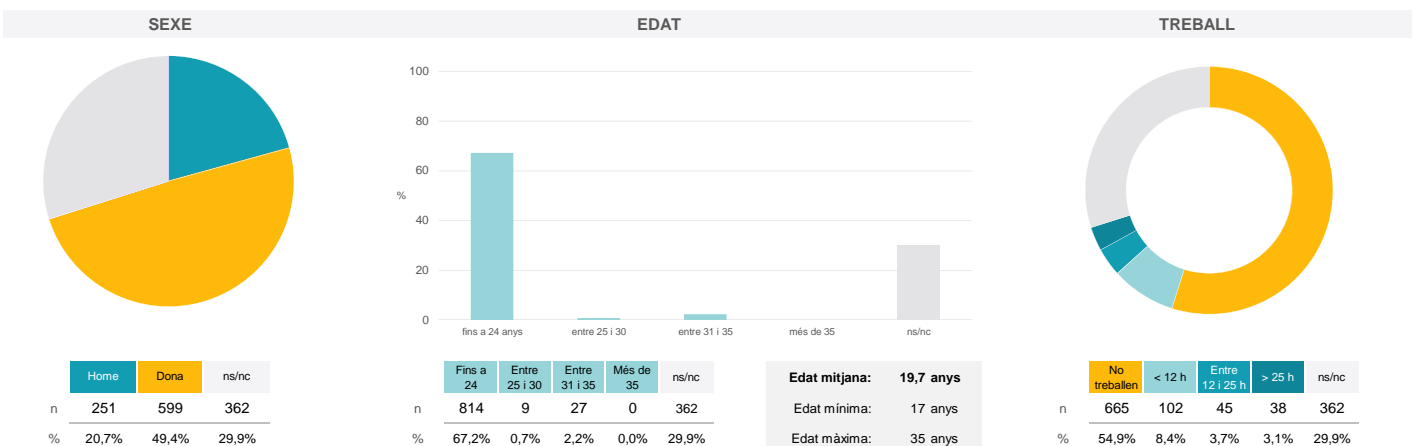 SEXE EDAT TREBALL
100
80
60
%
40
20
0
fins a 24 anys entre 25 i 30 entre 31 i 35 més de 35 ns/nc
Home Dona ns/nc
n 251 599 362
% 20,7% 49,4% 29,9%
Fins a Entre Entre Més de
24 25 i 30 31 i 35 35 ns/nc
n 814 9 27 0 362
% 67,2% 0,7% 2,2% 0,0% 29,9%
Edat mitjana: 19,7 anys
Edat mínima: 17 anys
Edat màxima: 35 anys
No Entre
treballen < 12 h 12 i 25 h > 25 h ns/nc
n 665 102 45 38 362
% 54,9% 8,4% 3,7% 3,1% 29,9%